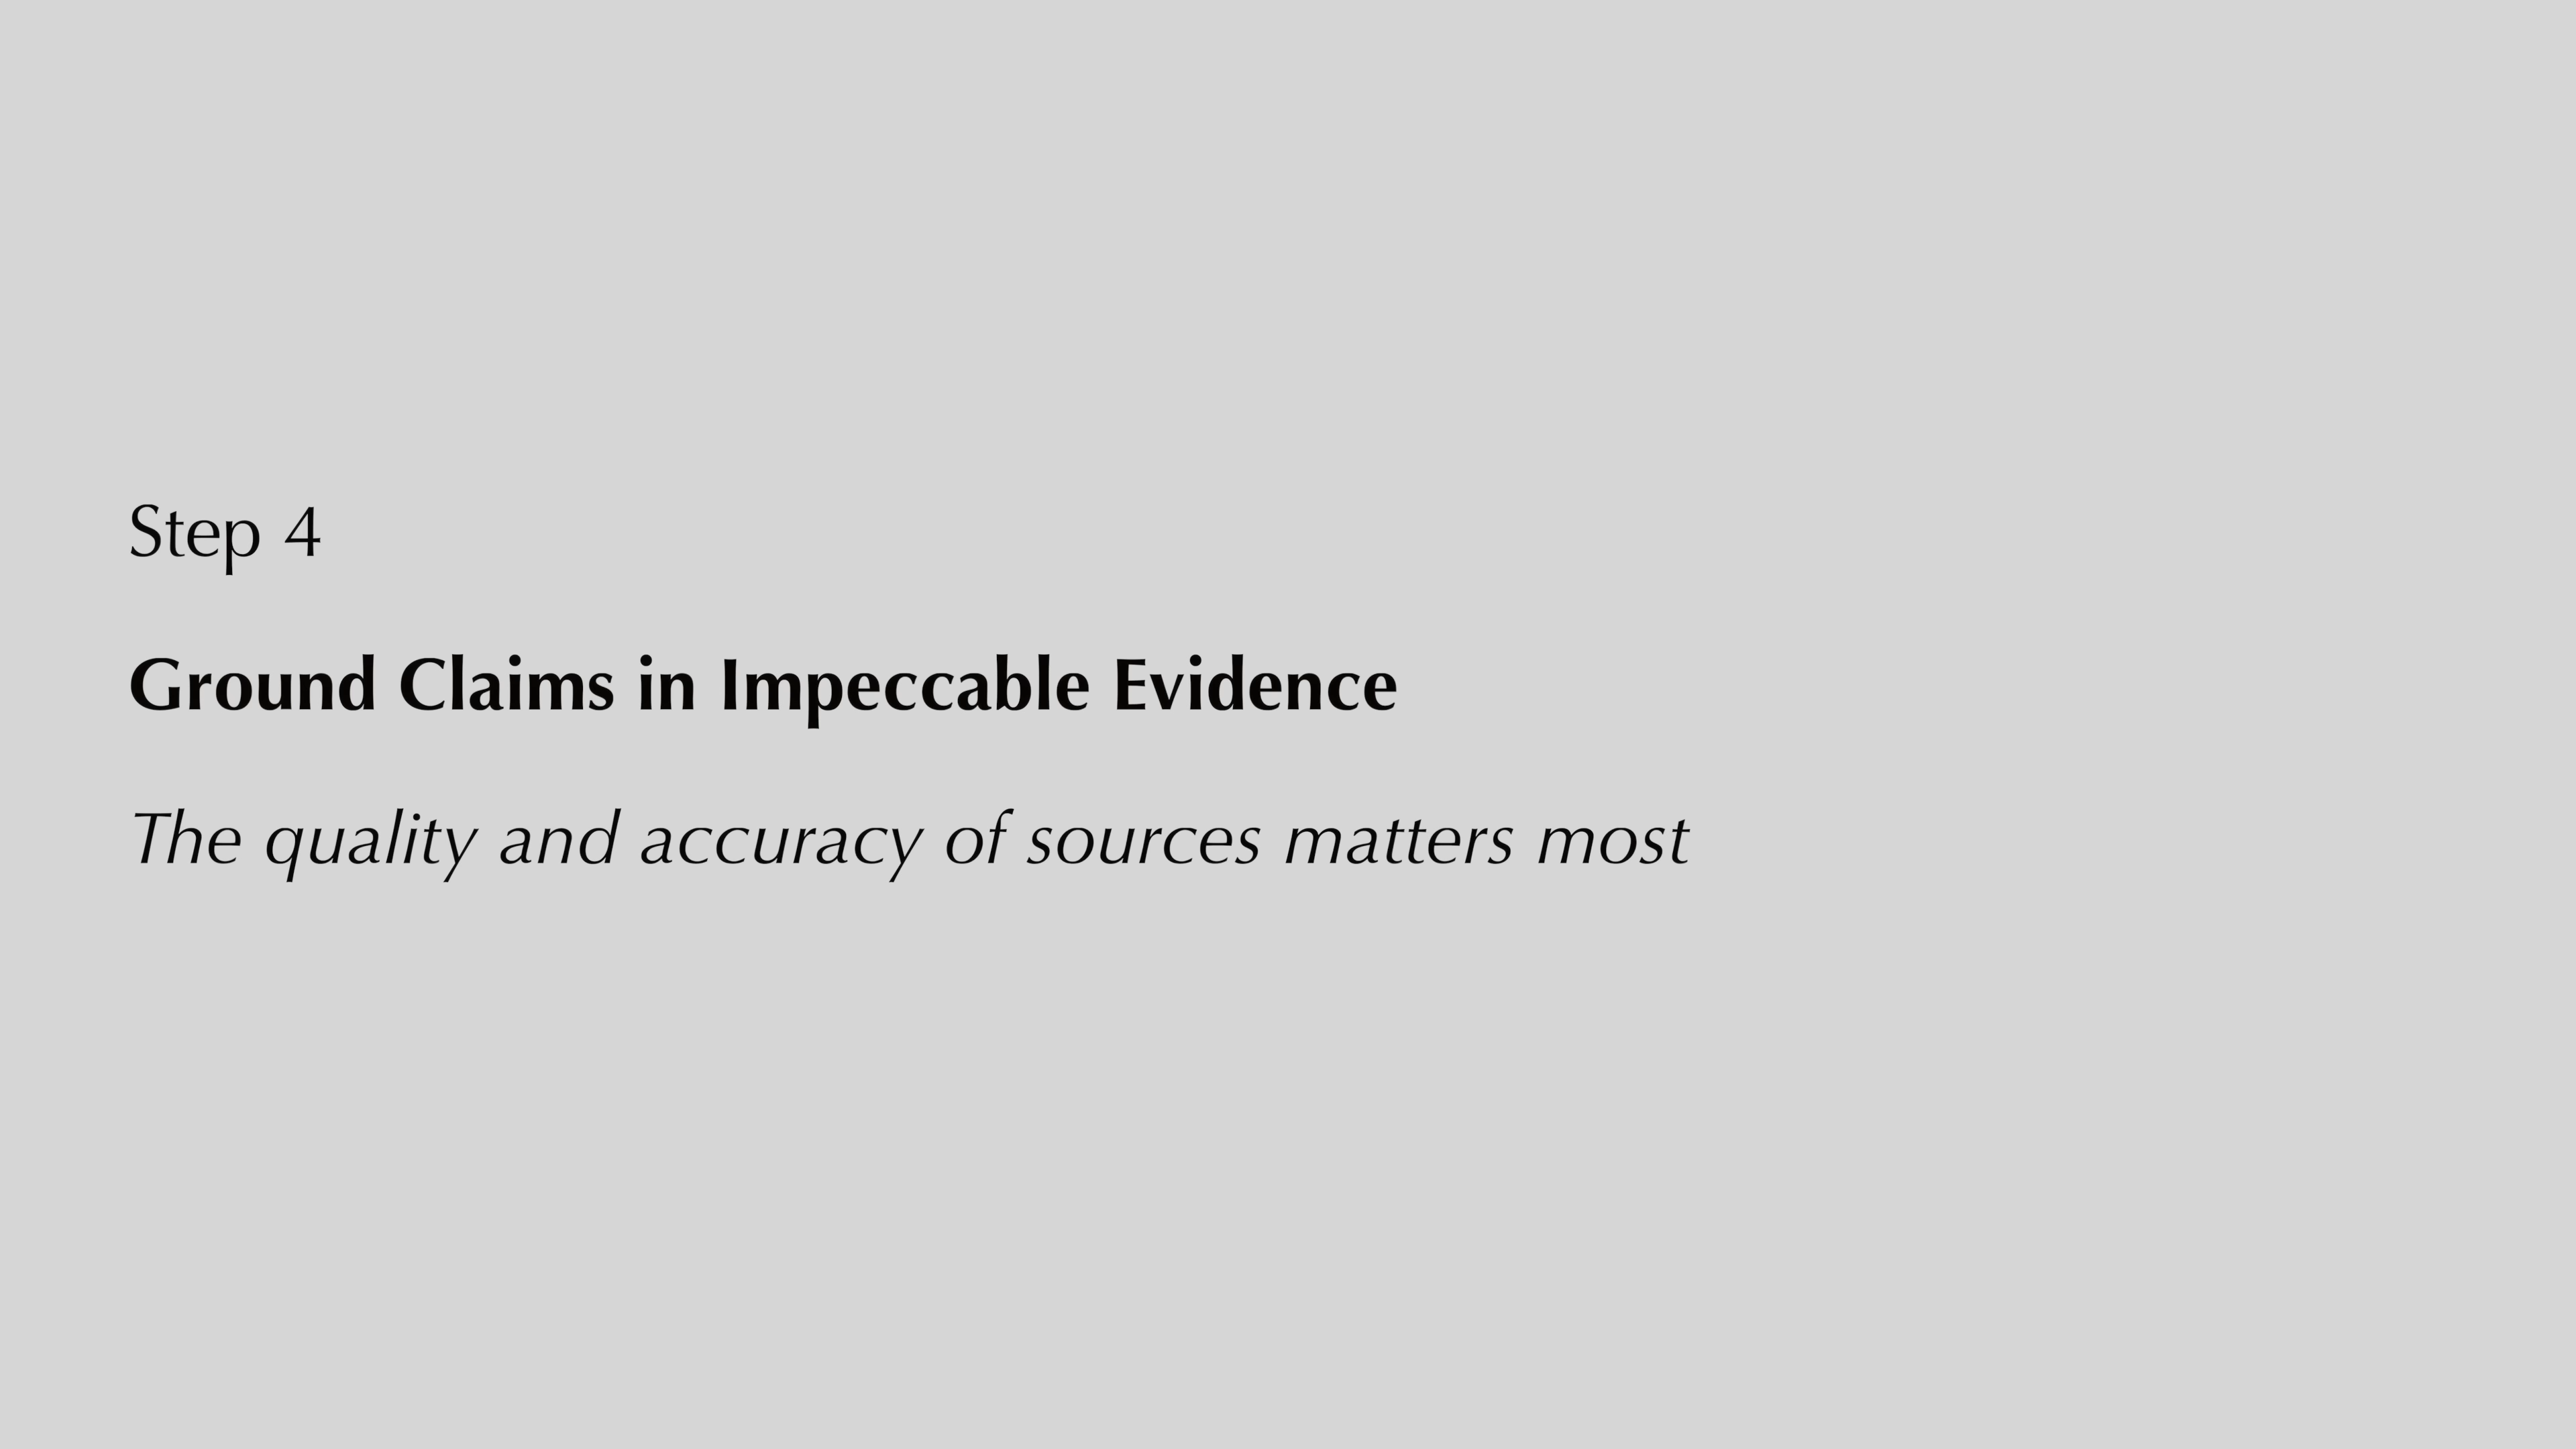 Step 4
Ground Claims in Impeccable Evidence
The quality and accuracy of sources matters most